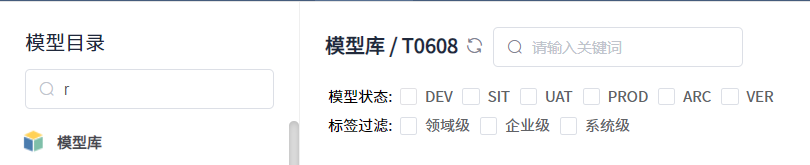 模型目录
r
模型库
模型库 / T0608
请输入关键词
模型状态: DEV SIT UAT PROD ARC VER
标签过滤: 领域级 企业级 系统级